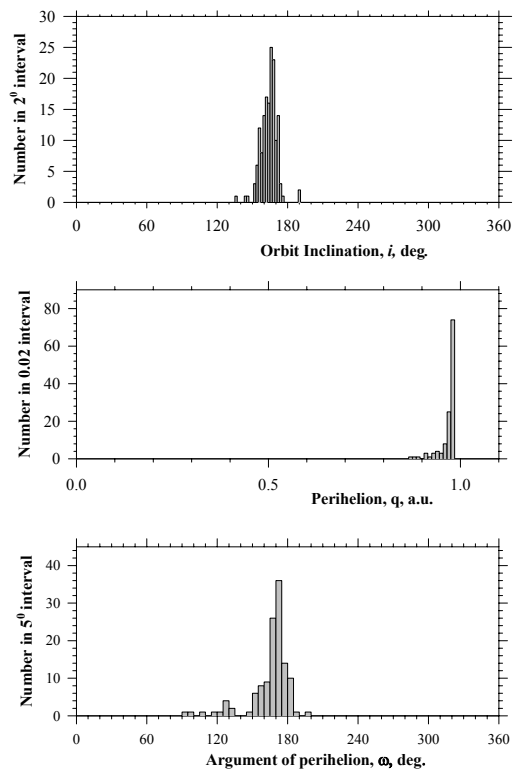 30
25
20
15
10
5
0
Number in 2⁰ interval
0 60 120 180 240 300 360
Orbit Inclination, i, deg.
80
60
40
20
0
Number in 0.02 interval
0.0 0.5 1.0
Perihelion, q, a.u.
40
30
20
10
0
Number in 5⁰ interval
0 60 120 180 240 300 360
Argument of perihelion, ω, deg.